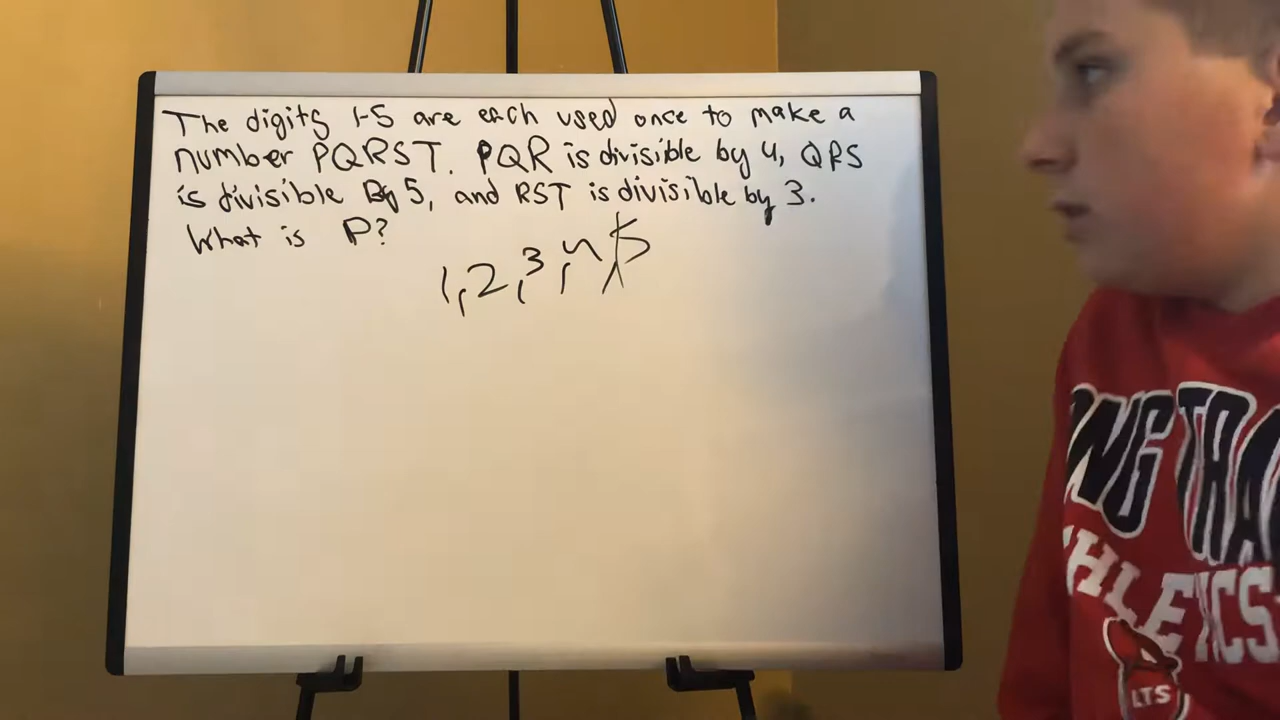 The digits 1-5 are each used once to make a
number PQRST. PQR is divisible by 4, QRS
is divisible By 5, and RST is divisible by 3.
What is P?
1, 2, 3, 4, 5
LTS